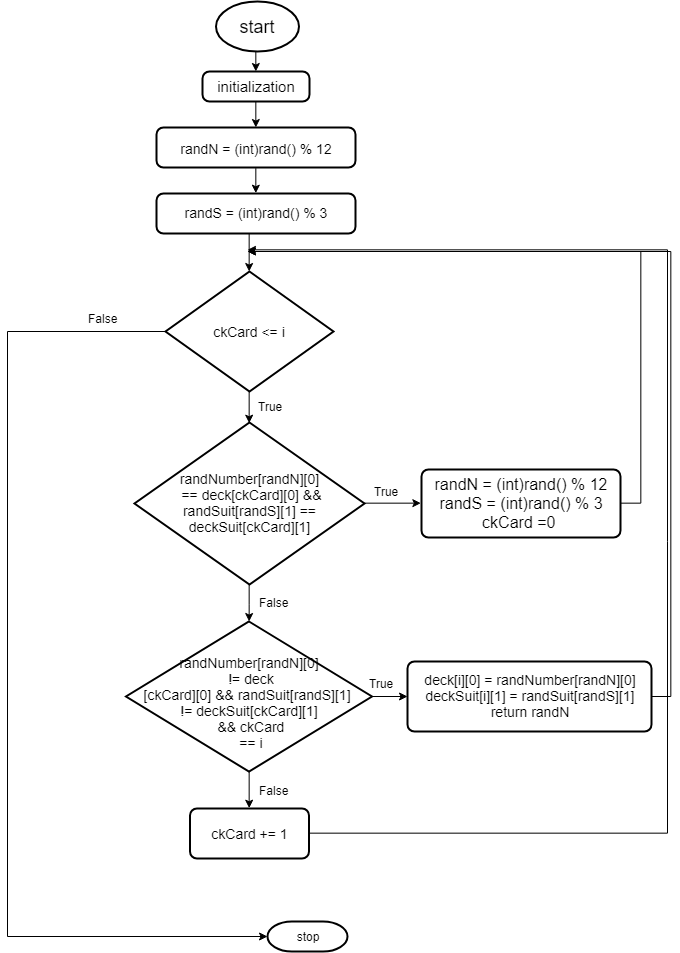 start
initialization
randN = (int)rand() % 12
randS = (int)rand() % 3
False
ckCard <= i
True
randNumber[randN][0]
== deck[ckCard][0] &&
randSuit[randS][1] ==
deckSuit[ckCard][1]
True
randN = (int)rand() % 12
randS = (int)rand() % 3
ckCard =0
False
randNumber[randN][0]
!= deck
[ckCard][0] && randSuit[randS][1]
!= deckSuit[ckCard][1]
&& ckCard
== i
True
deck[i][0] = randNumber[randN][0]
deckSuit[i][1] = randSuit[randS][1]
return randN
False
ckCard += 1
stop